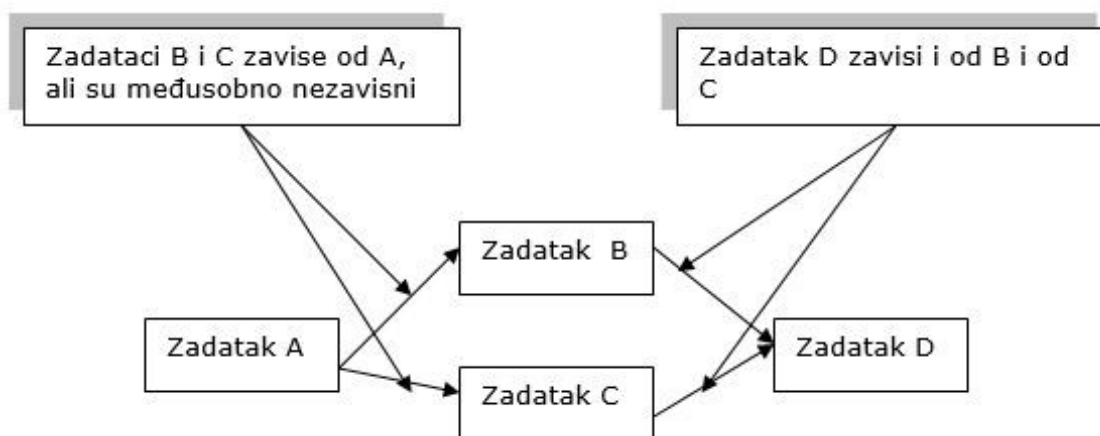 Zadataci B i C zavise od A,
ali su međusobno nezavisni
Zadatak D zavisi i od B i od
C
Zadatak B
Zadatak A
Zadatak D
Zadatak C